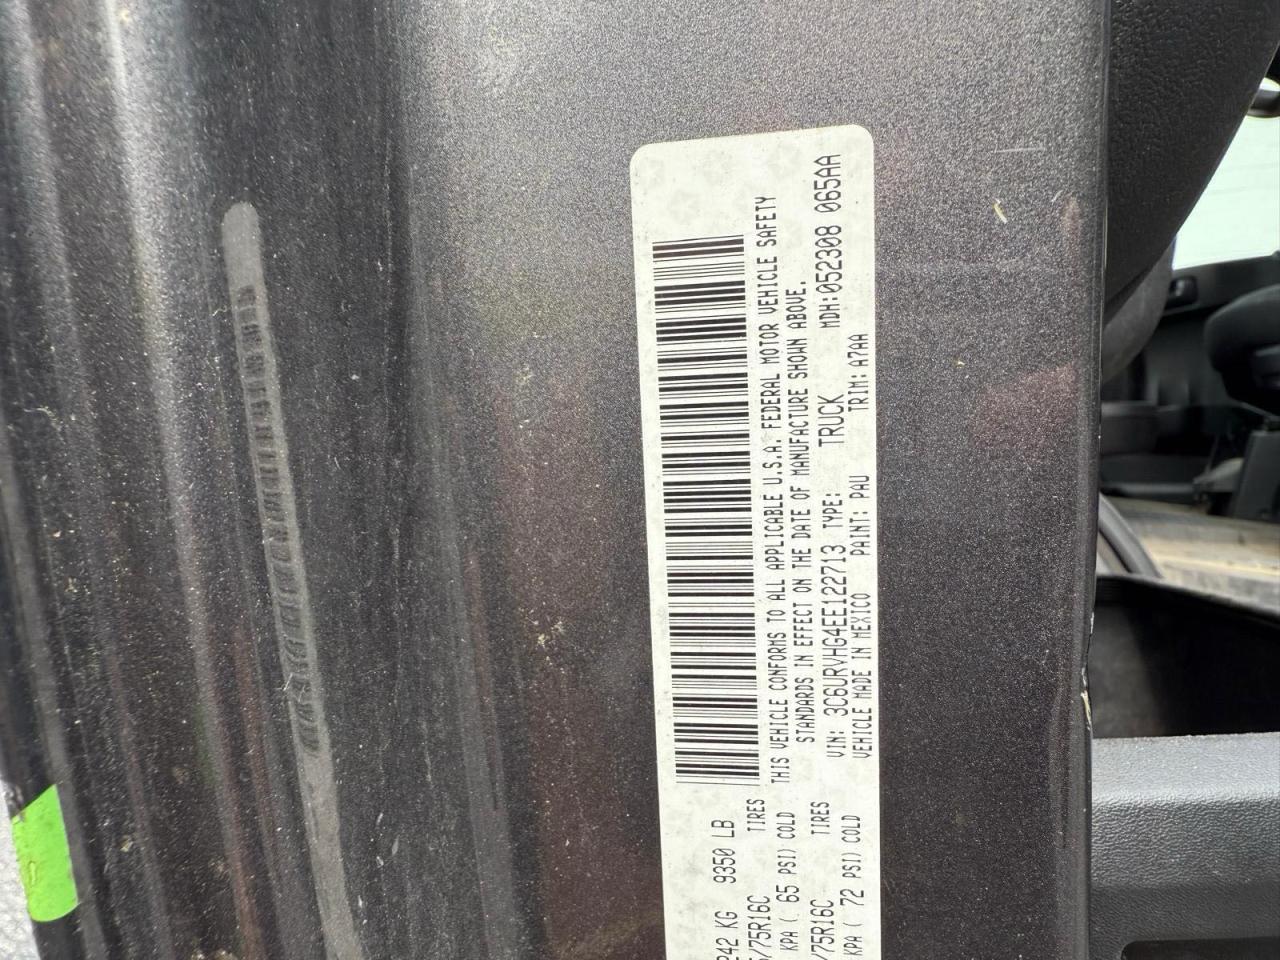 242 KG 9350 LB
/75R16C TIRES
KPA ( 65 PSI) COLD
/75R16C TIRES
KPA ( 72 PSI) COLD
THIS VEHICLE CONFORMS TO ALL APPLICABLE U.S.A. FEDERAL MOTOR VEHICLE SAFETY
STANDARDS IN EFFECT ON THE DATE OF MANUFACTURE SHOWN ABOVE.
VIN: 3C6URVHG4EE122713 TYPE: TRUCK MDH:052308 065AA
VEHICLE MADE IN MEXICO PAINT: PAU TRIM: A7AA